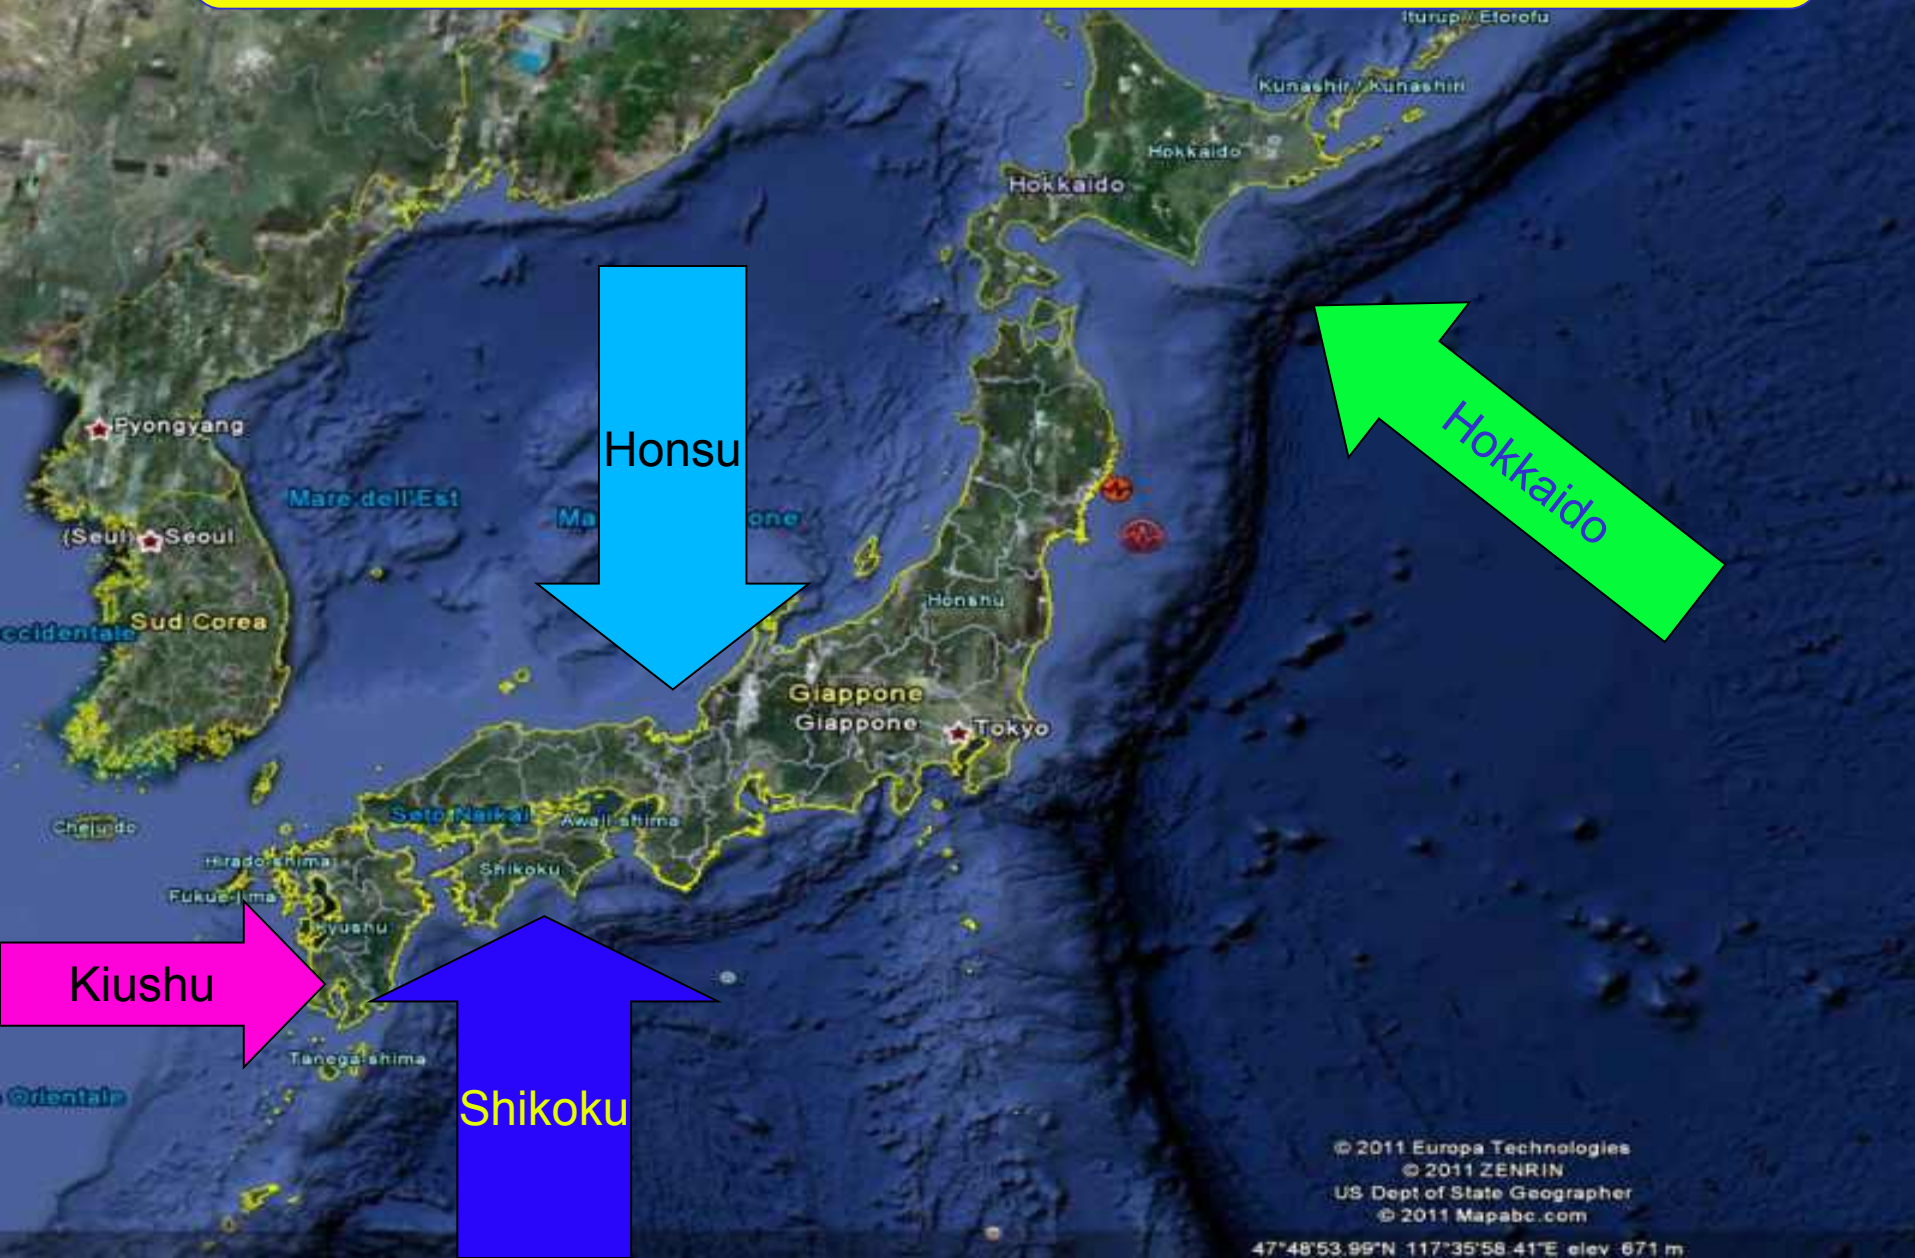 Iturup / Etorofu
Kunashir / Kunashiri
Hokkaido
Hokkaido
Hokkaido
Honsu
Pyongyang
Mare dell'Est
Ma
one
(Seul)
Seoul
Honshu
Sud Corea
ccidentale
Giappone
Giappone
Tokyo
Seto Naikai
Awaji-shima
Cheju-do
Hirado-shima
Shikoku
Fukue-jima
Kyushu
Kiushu
Tanega-shima
Orientale
Shikoku
© 2011 Europa Technologies
© 2011 ZENRIN
US Dept of State Geographer
© 2011 Mapabc.com
47°48'53.99"N 117°35'58.41"E elev 671 m